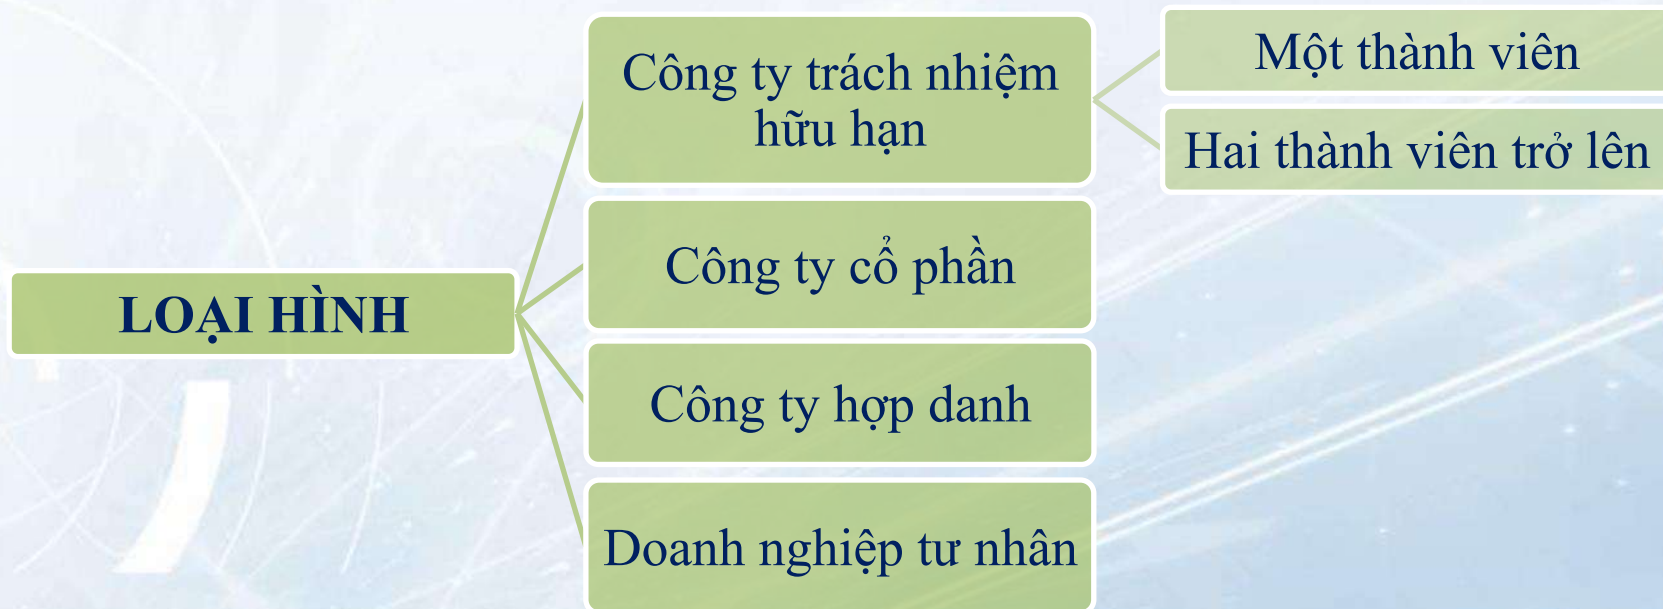 LOẠI HÌNH
Công ty trách nhiệm
hữu hạn
Một thành viên
Hai thành viên trở lên
Công ty cổ phần
Công ty hợp danh
Doanh nghiệp tư nhân